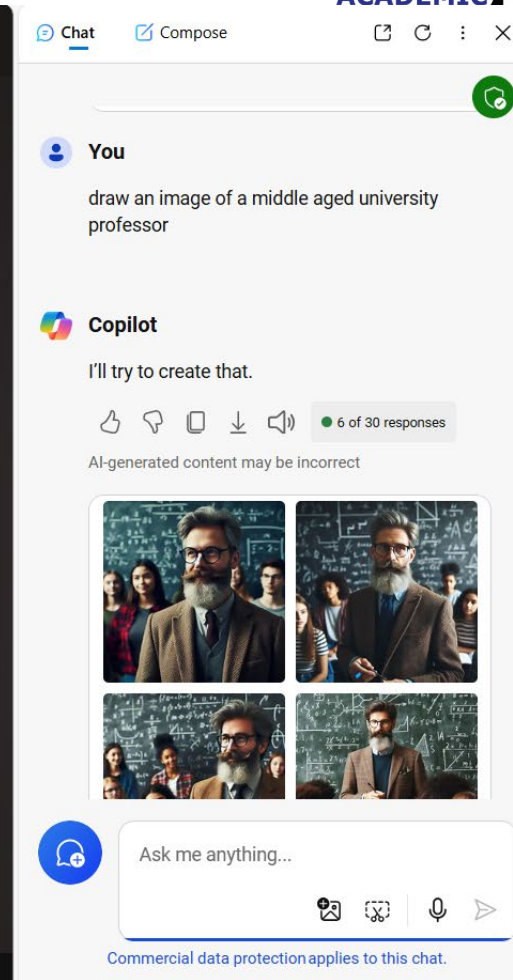 ACADEMIC
Chat Compose
You
draw an image of a middle aged university
professor
Copilot
I'll try to create that.
6 of 30 responses
AI-generated content may be incorrect
Ask me anything...
Commercial data protection applies to this chat.